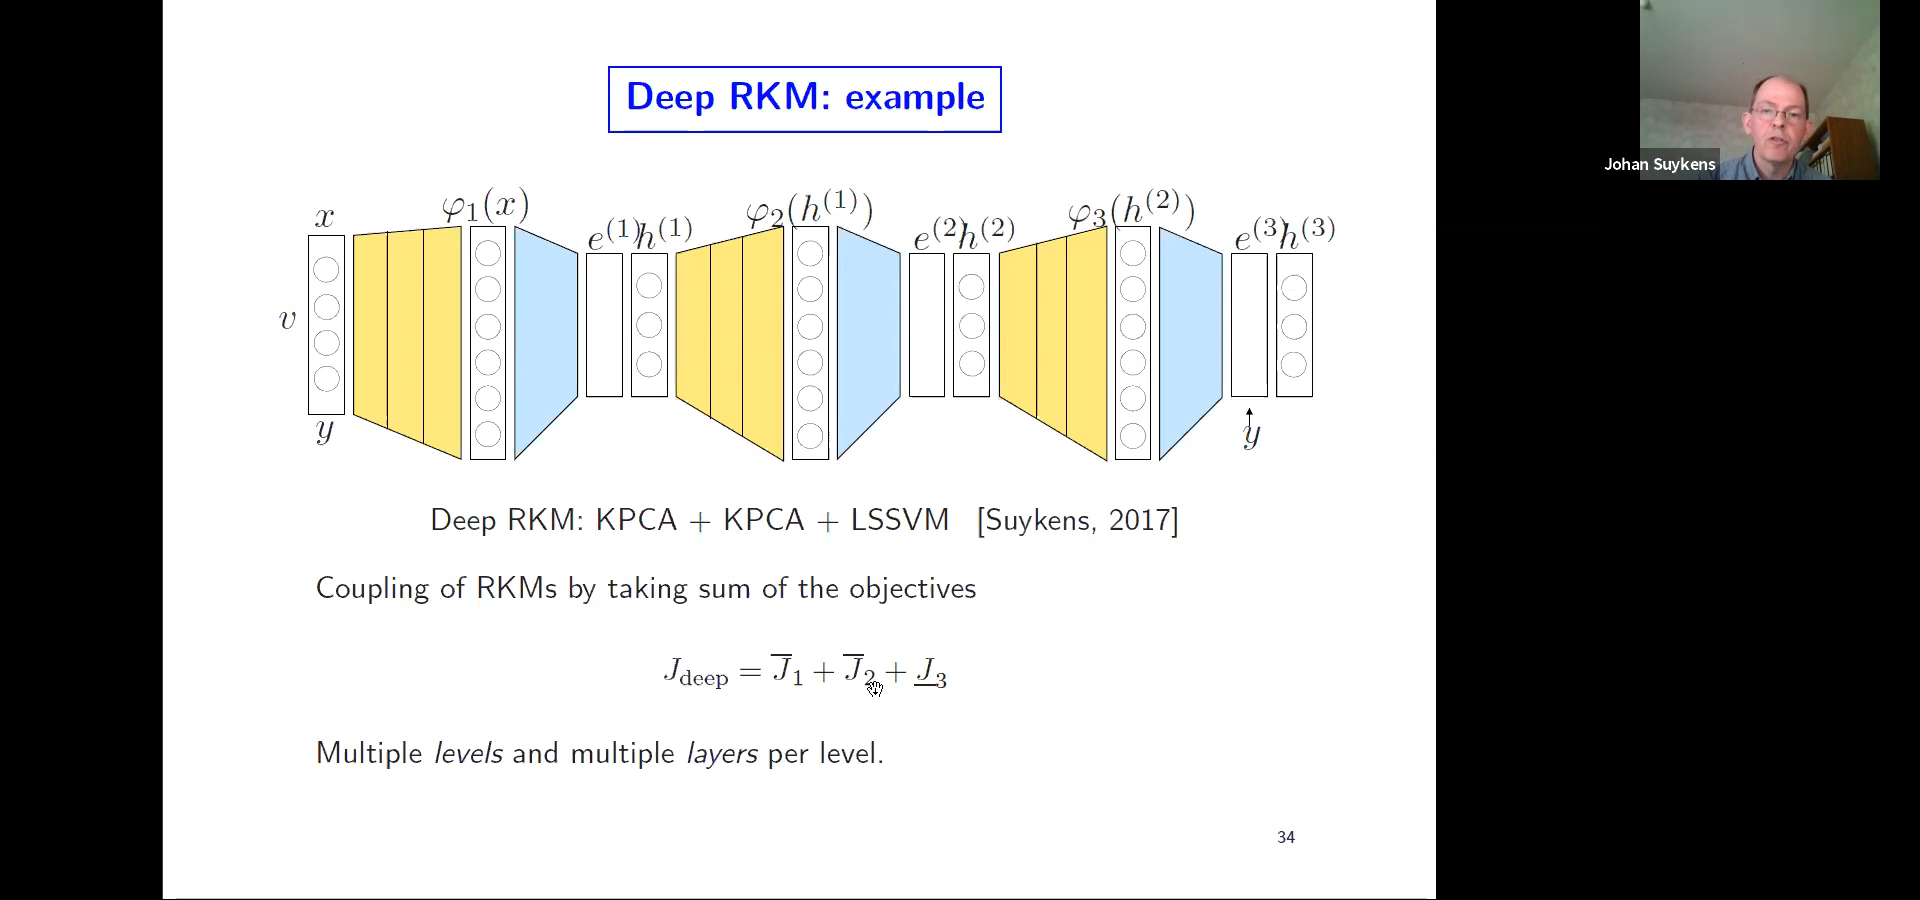 Deep RKM: example
Johan Suykens
x φ₁(x) e⁽¹⁾ h⁽¹⁾ φ₂(h⁽¹⁾) e⁽²⁾ h⁽²⁾ φ₃(h⁽²⁾) e⁽³⁾ h⁽³⁾
v
y y
Deep RKM: KPCA + KPCA + LSSVM [Suykens, 2017]
Coupling of RKMs by taking sum of the objectives
J_deep = J̅₁ + J̅₂ + J̲₃
Multiple levels and multiple layers per level.
34